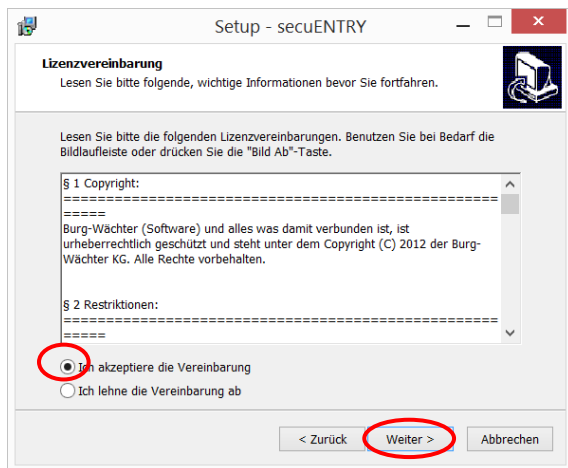 Setup - secuENTRY
Lizenzvereinbarung
Lesen Sie bitte folgende, wichtige Informationen bevor Sie fortfahren.
Lesen Sie bitte die folgenden Lizenzvereinbarungen. Benutzen Sie bei Bedarf die
Bildlaufleiste oder drücken Sie die "Bild Ab"-Taste.
§ 1 Copyright:
======================================================
=====
Burg-Wächter (Software) und alles was damit verbunden ist, ist
urheberrechtlich geschützt und steht unter dem Copyright (C) 2012 der Burg-
Wächter KG. Alle Rechte vorbehalten.
§ 2 Restriktionen:
======================================================
=====
Ich akzeptiere die Vereinbarung
Ich lehne die Vereinbarung ab
< Zurück Weiter > Abbrechen